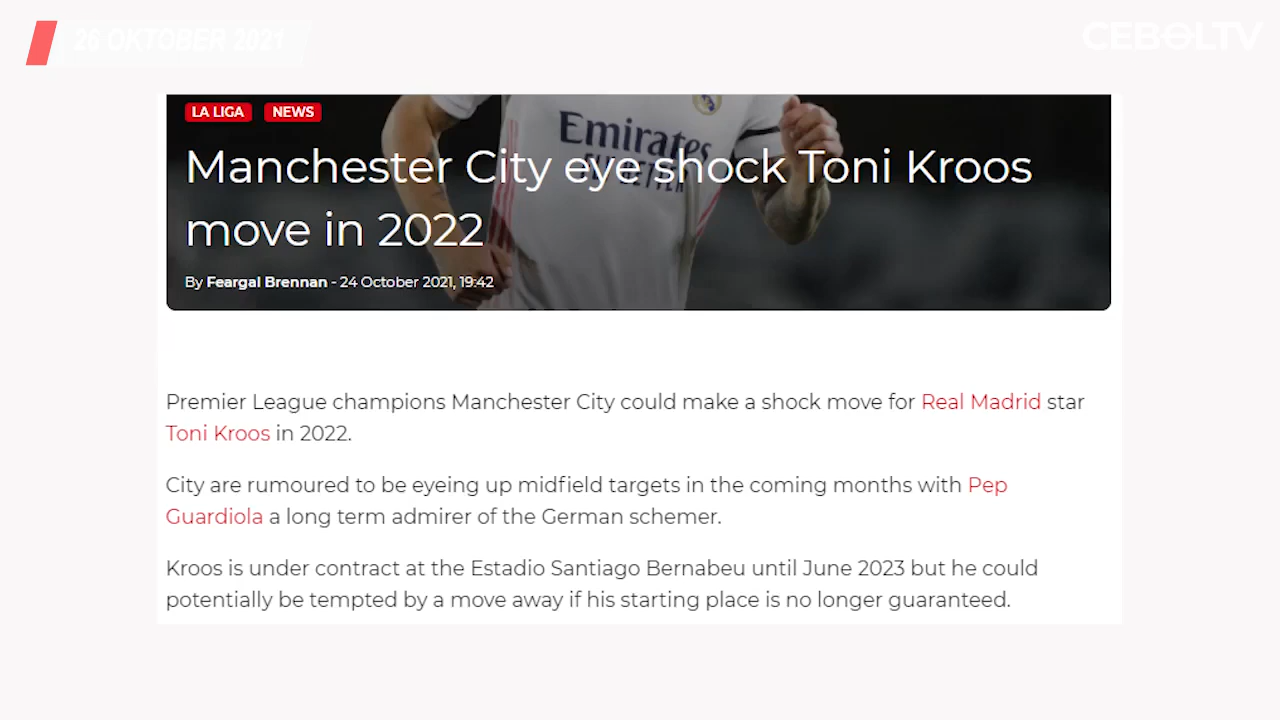 26 OKTOBER 2021
CEBOLTV
LA LIGA NEWS
Emirates
FLY BETTER
Manchester City eye shock Toni Kroos
move in 2022
By Feargal Brennan - 24 October 2021, 19:42
Premier League champions Manchester City could make a shock move for Real Madrid star
Toni Kroos in 2022.
City are rumoured to be eyeing up midfield targets in the coming months with Pep
Guardiola a long term admirer of the German schemer.
Kroos is under contract at the Estadio Santiago Bernabeu until June 2023 but he could
potentially be tempted by a move away if his starting place is no longer guaranteed.